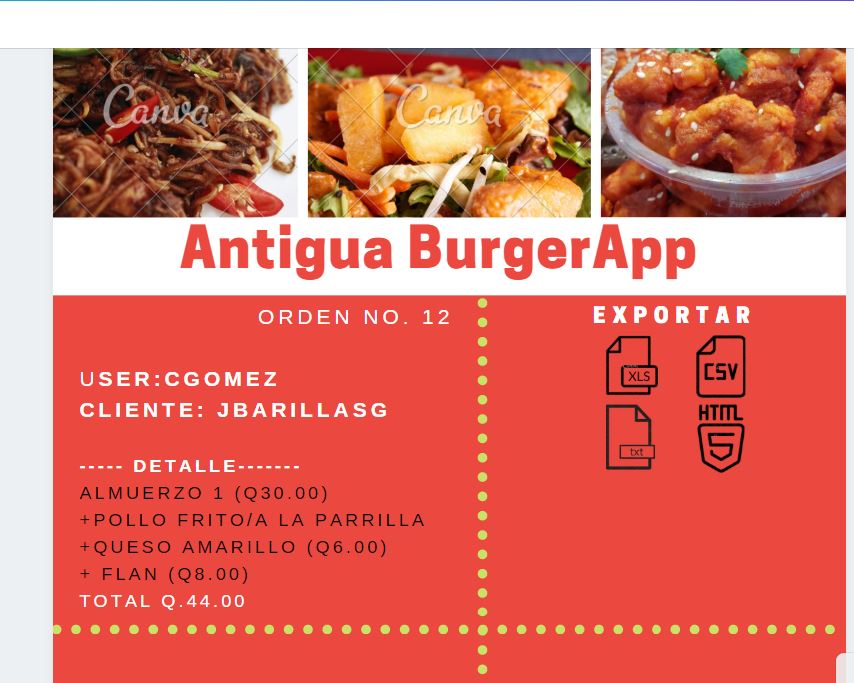 Canva
Canva
Antigua BurgerApp
ORDEN NO. 12
USER:CGOMEZ
CLIENTE: JBARILLASG
----- DETALLE-------
ALMUERZO 1 (Q30.00)
+POLLO FRITO/A LA PARRILLA
+QUESO AMARILLO (Q6.00)
+ FLAN (Q8.00)
TOTAL Q.44.00
EXPORTAR
XLS
CSV
txt
HTML
5